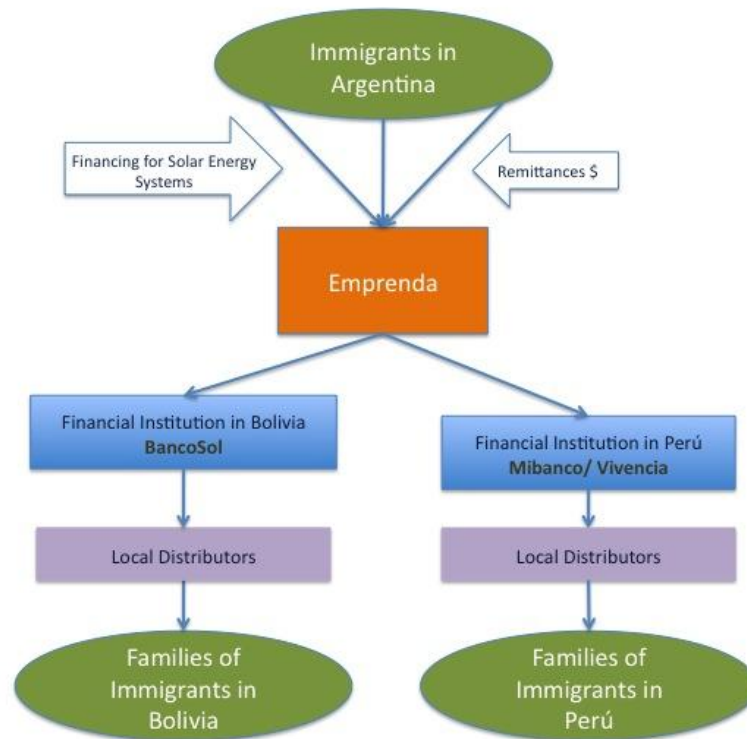 Immigrants in
Argentina
Financing for Solar Energy
Systems
Remittances $
Emprenda
Financial Institution in Bolivia
BancoSol
Financial Institution in Perú
Mibanco/ Vivencia
Local Distributors
Local Distributors
Families of
Immigrants in
Bolivia
Families of
Immigrants in
Perú